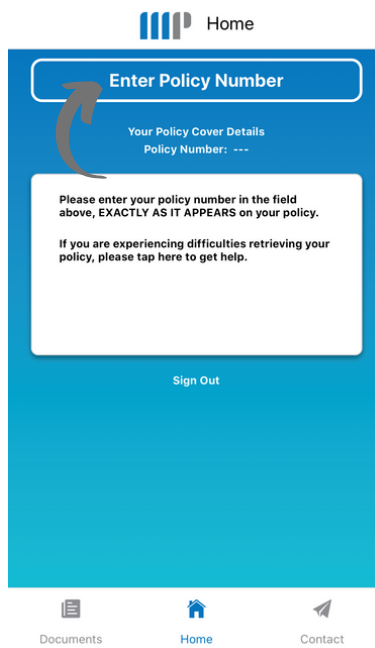 MP Home
Enter Policy Number
Your Policy Cover Details
Policy Number: ---
Please enter your policy number in the field
above, EXACTLY AS IT APPEARS on your policy.
If you are experiencing difficulties retrieving your
policy, please tap here to get help.
Sign Out
Documents Home Contact